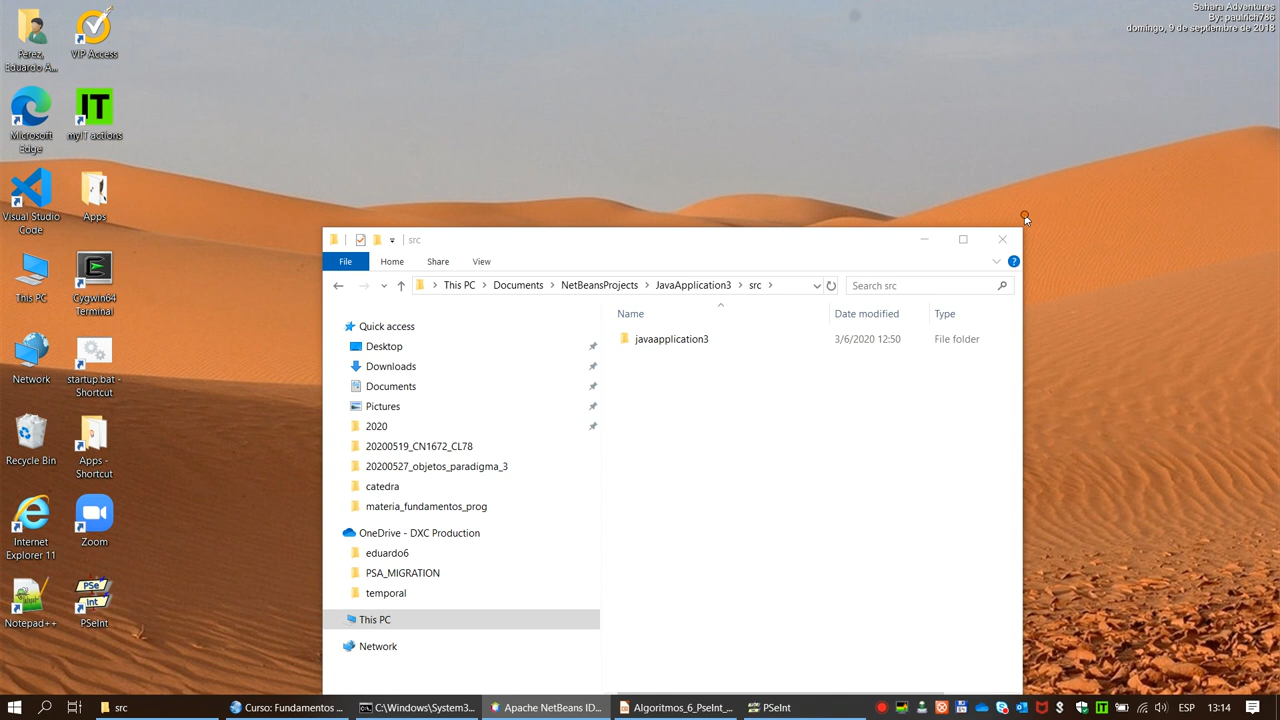 Sahara Adventures
By: paulrich786
domingo, 9 de septiembre de 2018
Perez,
Eduardo A...
VIP Access
Microsoft
Edge
myIT actions
Visual Studio
Code
Apps
This PC
Cygwin64
Terminal
Network
startup.bat -
Shortcut
Recycle Bin
Apps -
Shortcut
Internet
Explorer 11
Zoom
Notepad++
PSeInt
src
File
Home
Share
View
This PC
Documents
NetBeansProjects
JavaApplication3
src
Search src
Name
Date modified
Type
javaapplication3
3/6/2020 12:50
File folder
Quick access
Desktop
Downloads
Documents
Pictures
2020
20200519_CN1672_CL78
20200527_objetos_paradigma_3
catedra
materia_fundamentos_prog
OneDrive - DXC Production
eduardo6
PSA_MIGRATION
temporal
This PC
Network
src
Curso: Fundamentos ...
C:\Windows\System3...
Apache NetBeans ID...
Algoritmos_6_PseInt_...
PSeInt
ESP
13:14